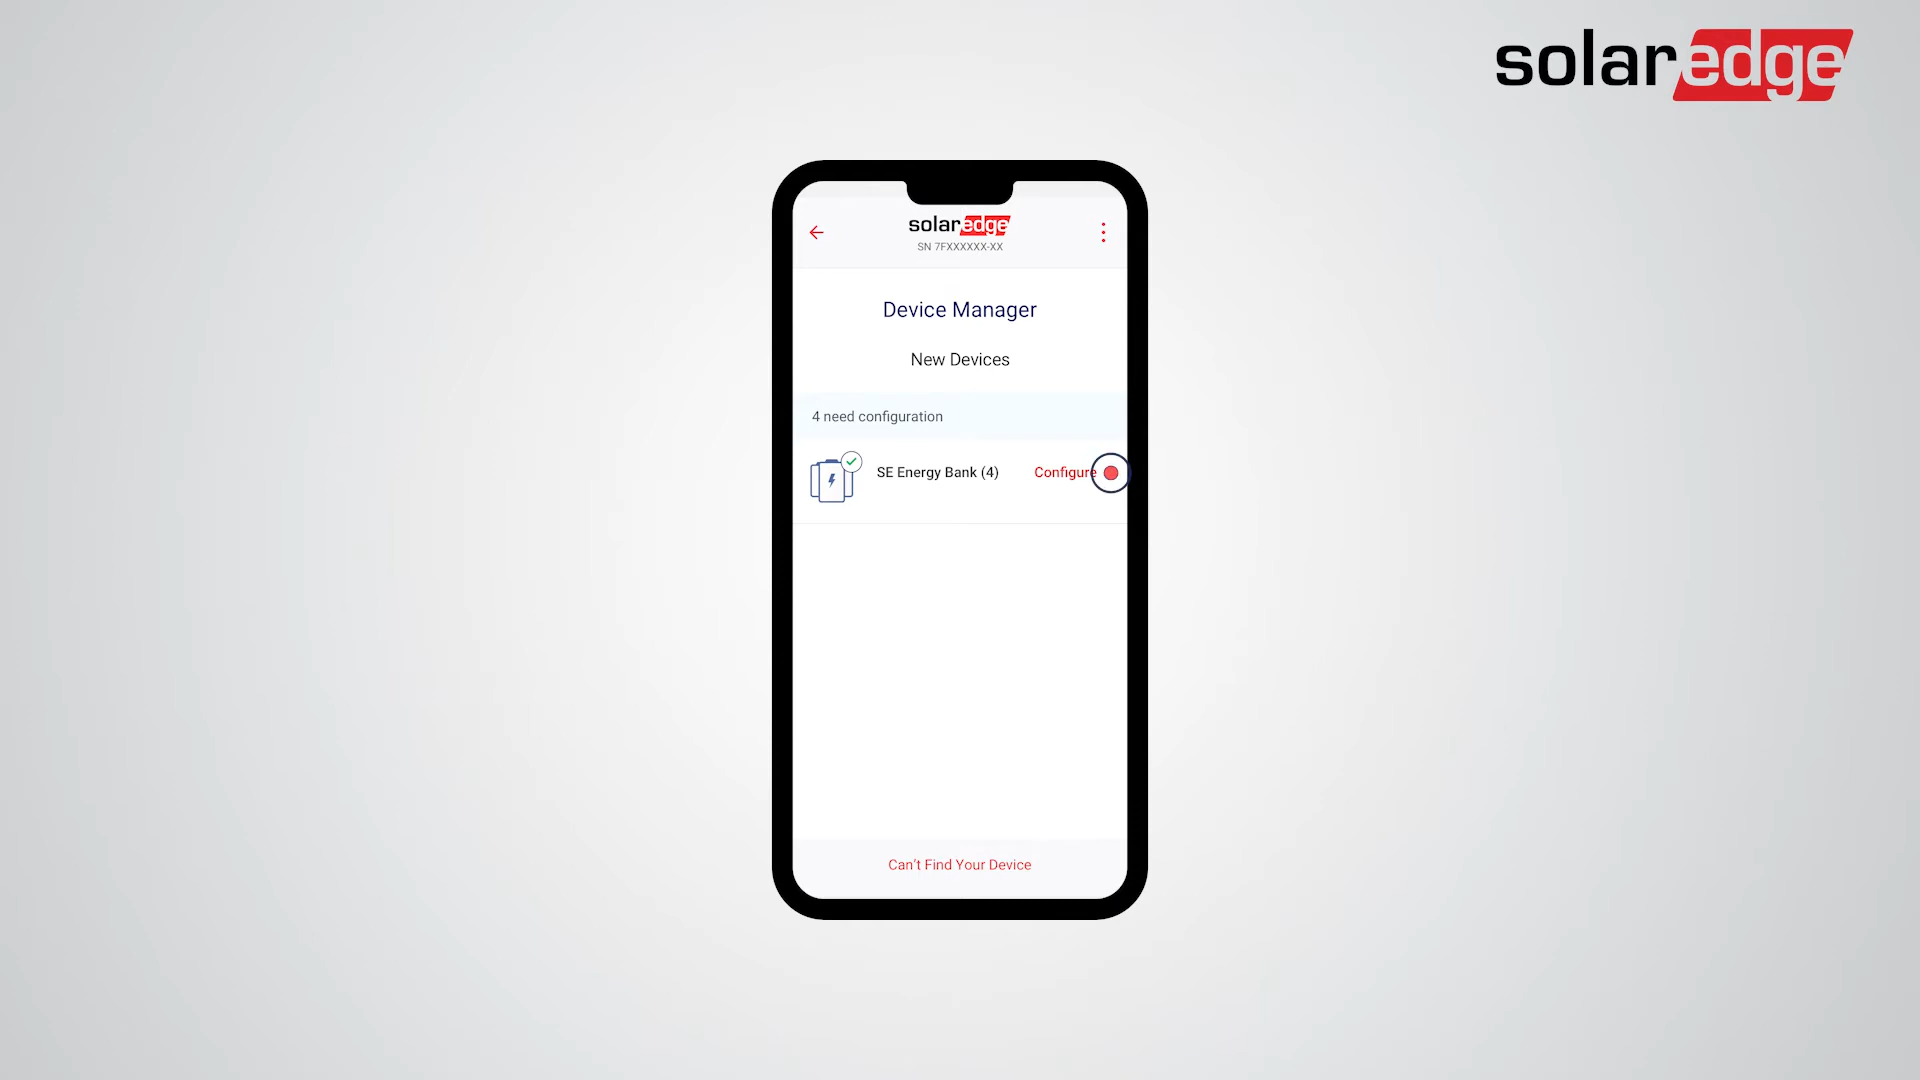 solaredge
solaredge
SN 7FXXXXXX-XX
Device Manager
New Devices
4 need configuration
SE Energy Bank (4) Configure
Can't Find Your Device